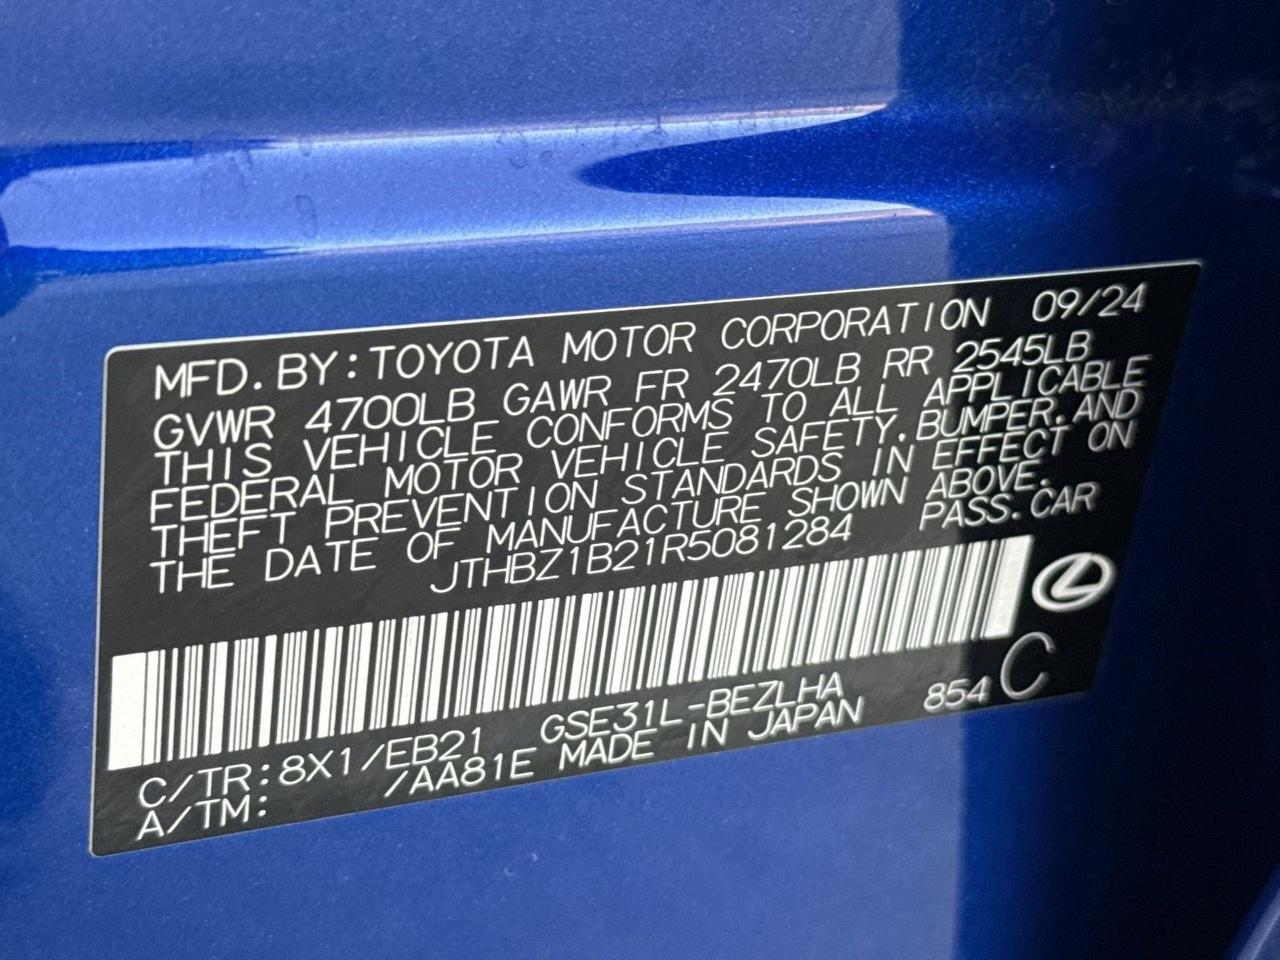 MFD.BY:TOYOTA MOTOR CORPORATION 09/24
GVWR 4700LB GAWR FR 2470LB RR 2545LB
THIS VEHICLE CONFORMS TO ALL APPLICABLE
FEDERAL MOTOR VEHICLE SAFETY.BUMPER.AND
THEFT PREVENTION STANDARDS IN EFFECT ON
THE DATE OF MANUFACTURE SHOWN ABOVE.
JTHBZ1B21R5081284 PASS.CAR
C/TR:8X1/EB21 GSE31L-BEZLHA 854 C
A/TM: /AA81E MADE IN JAPAN